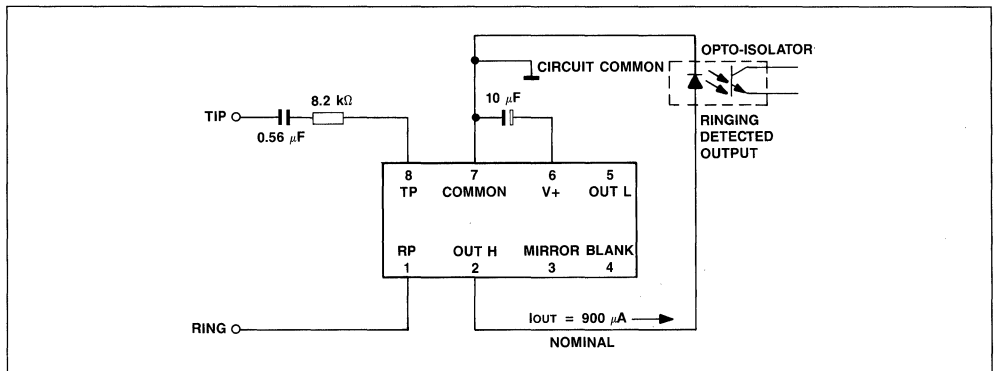 OPTO-ISOLATOR
CIRCUIT COMMON
10 μF
8.2 kΩ
TIP
0.56 μF
RINGING
DETECTED
OUTPUT
8 7 6 5
TP COMMON V+ OUT L
RP OUT H MIRROR BLANK
1 2 3 4
IOUT = 900 μA
NOMINAL
RING